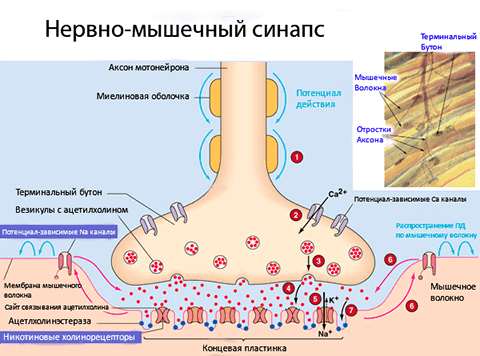 Нервно-мышечный синапс
Терминальный
Бутон
Аксон мотонейрона
Миелиновая оболочка
Потенциал
действия
Мышечные
Волокна
Отростки
Аксона
1
Ca2+
Терминальный бутон
Везикулы с ацетилхолином
2
Потенциал-зависимые Ca каналы
Потенциал-зависимые Na каналы
Распространение ПД
по мышечному волокну
3
6
4
Мембрана мышечного
волокна
Мышечное
волокно
5
K+
Сайт связывания ацетилхолина
7
6
Ацетлхолинэстераза
Na+
Никотиновые холинорецепторы
Концевая пластинка